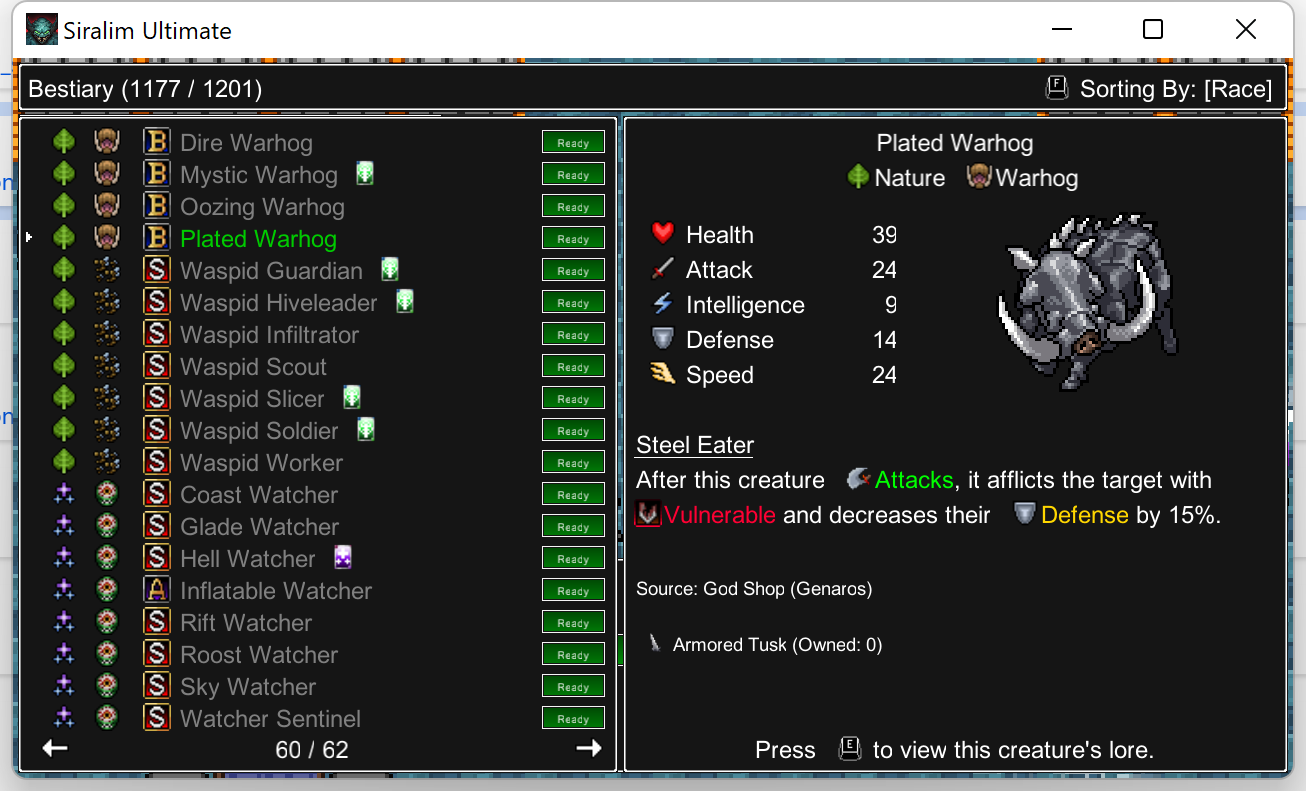 Siralim Ultimate
Bestiary (1177 / 1201)
F Sorting By: [Race]
B Dire Warhog Ready
B Mystic Warhog Ready
B Oozing Warhog Ready
B Plated Warhog Ready
S Waspid Guardian Ready
S Waspid Hiveleader Ready
S Waspid Infiltrator Ready
S Waspid Scout Ready
S Waspid Slicer Ready
S Waspid Soldier Ready
S Waspid Worker Ready
S Coast Watcher Ready
S Glade Watcher Ready
S Hell Watcher Ready
A Inflatable Watcher Ready
S Rift Watcher Ready
S Roost Watcher Ready
S Sky Watcher Ready
S Watcher Sentinel Ready
60 / 62
Plated Warhog
Nature Warhog
Health 39
Attack 24
Intelligence 9
Defense 14
Speed 24
Steel Eater
After this creature Attacks, it afflicts the target with
Vulnerable and decreases their Defense by 15%.
Source: God Shop (Genaros)
Armored Tusk (Owned: 0)
Press E to view this creature's lore.